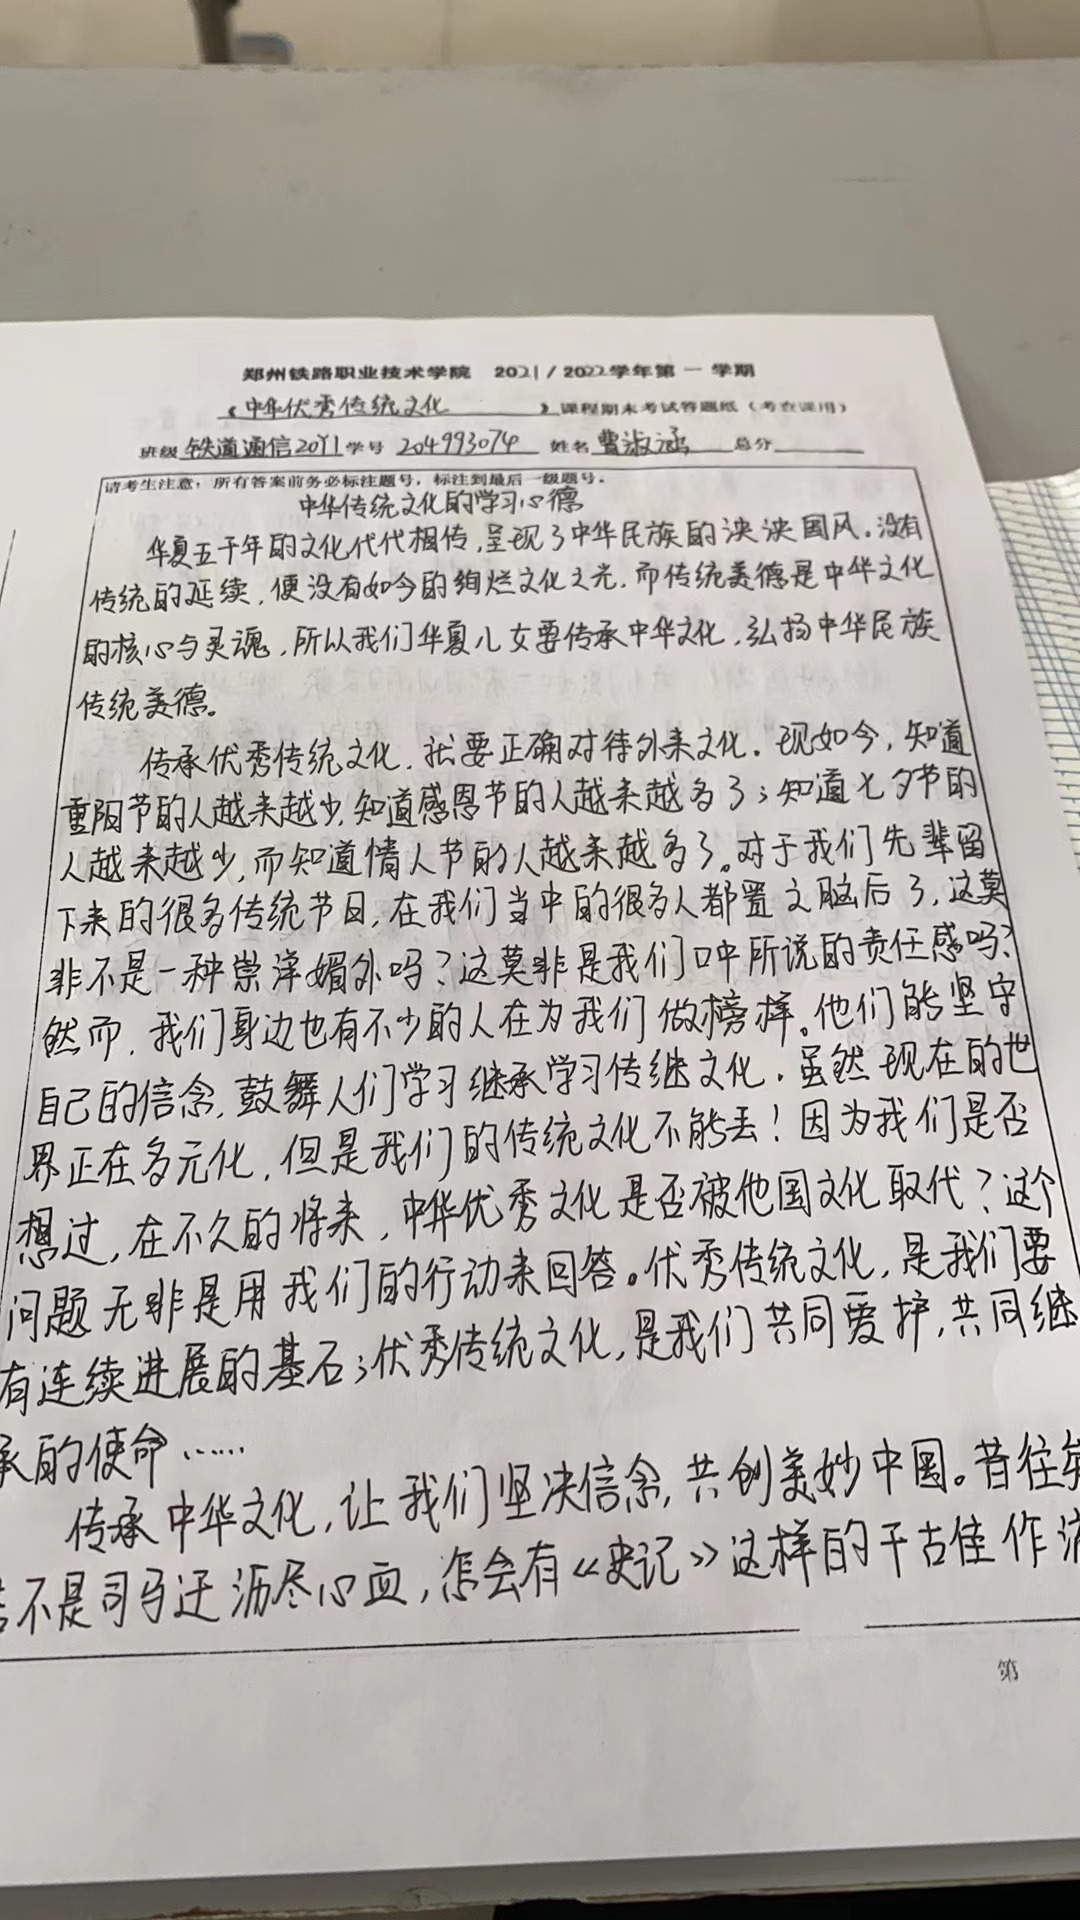 郑州铁路职业技术学院 2021/2022学年第一学期
《中华优秀传统文化》课程期末考试答题纸（考查课用）
班级 铁道通信20Y1 学号 204993074 姓名 曹淑涵 总分
请考生注意：所有答案前务必标注题号，标注到最后一级题号。
中华传统文化的学习心德
华夏五千年的文化代代相传，呈现了中华民族的泱泱国风。没有
传统的延续，便没有如今的绚烂文化之光，而传统美德是中华文化
的核心与灵魂，所以我们华夏儿女要传承中华文化，弘扬中华民族
传统美德。
传承优秀传统文化，就要正确对待外来文化。现如今，知道
重阳节的人越来越少，知道感恩节的人越来越多了；知道七夕节的
人越来越少，而知道情人节的人越来越多了。对于我们先辈留
下来的很多传统节日，在我们当中的很多人都置之脑后了，这莫
非不是一种崇洋媚外吗？这莫非是我们口中所说的责任感吗？
然而，我们身边也有不少的人在为我们做榜样。他们能坚守
自己的信念，鼓舞人们学习继承学习传继文化。虽然现在的世
界正在多元化，但是我们的传统文化不能丢！因为我们是否
想过，在不久的将来，中华优秀文化是否被他国文化取代？这个
问题无非是用我们的行动来回答。优秀传统文化，是我们要
有连续进展的基石；优秀传统文化，是我们共同爱护，共同继
承的使命……
传承中华文化，让我们坚决信念，共创美妙中国。昔往
不是司马迁沥尽心血，怎会有《史记》这样的千古佳作
第